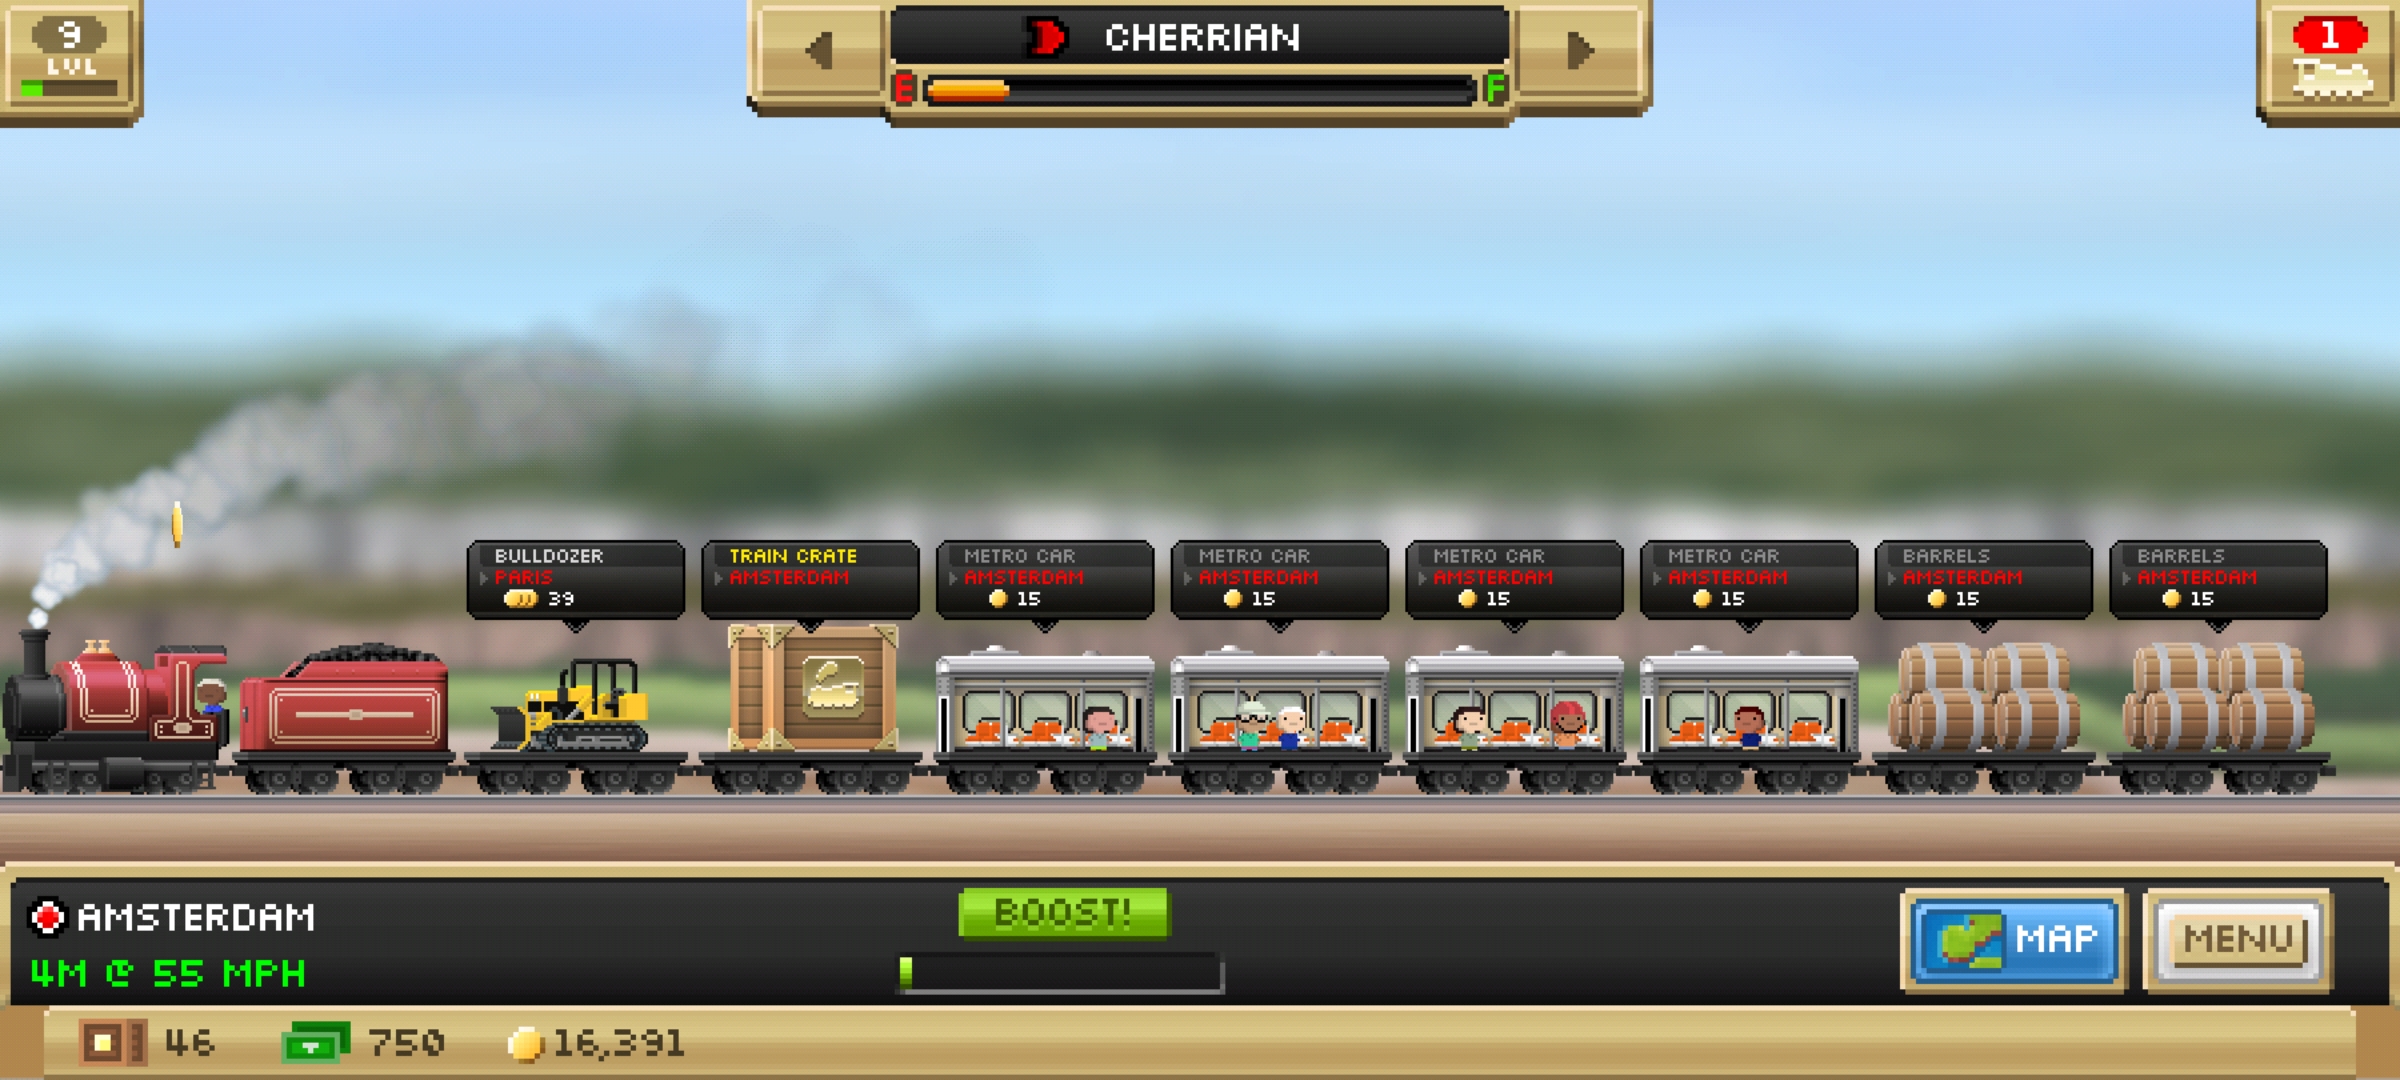 9
LVL
CHERRIAN
E F
1
BULLDOZER
PARIS
39
TRAIN CRATE
AMSTERDAM
METRO CAR
AMSTERDAM
15
METRO CAR
AMSTERDAM
15
METRO CAR
AMSTERDAM
15
METRO CAR
AMSTERDAM
15
BARRELS
AMSTERDAM
15
BARRELS
AMSTERDAM
15
AMSTERDAM
4M @ 55 MPH
BOOST!
MAP
MENU
46
750
16,391